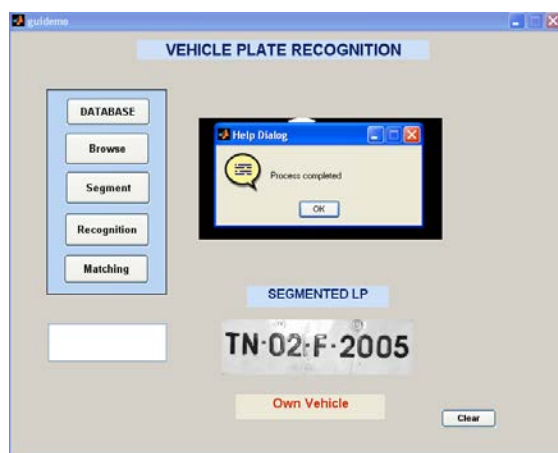 guidemo
VEHICLE PLATE RECOGNITION
DATABASE
Browse
Segment
Recognition
Matching
Help Dialog
Process completed
OK
SEGMENTED LP
TN·02·F·2005
Own Vehicle
Clear